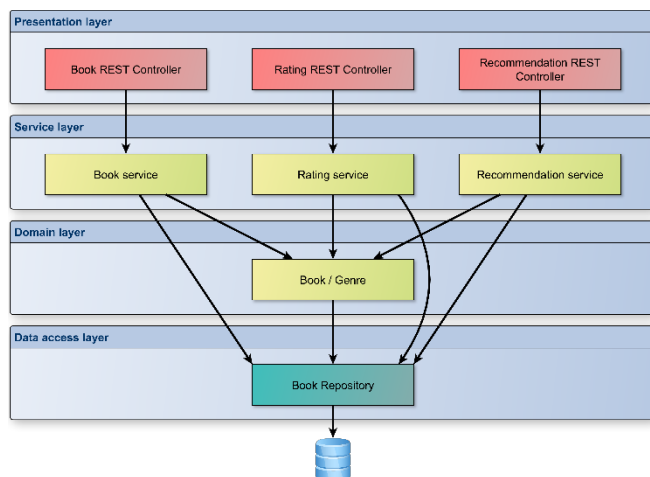 Presentation layer
Book REST Controller
Rating REST Controller
Recommendation REST
Controller
Service layer
Book service
Rating service
Recommendation service
Domain layer
Book / Genre
Data access layer
Book Repository